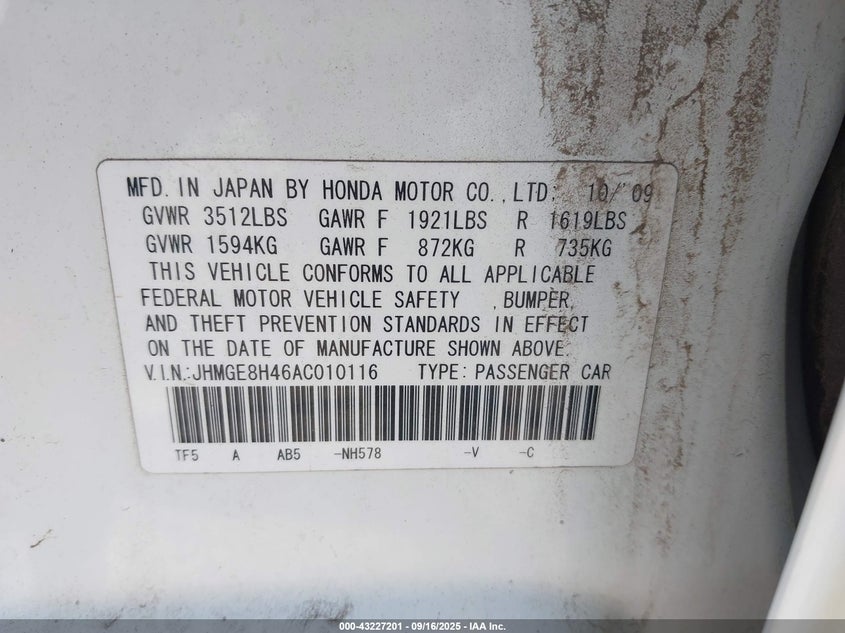 MFD. IN JAPAN BY HONDA MOTOR CO., LTD. 10/ 09
GVWR 3512LBS GAWR F 1921LBS R 1619LBS
GVWR 1594KG GAWR F 872KG R 735KG
THIS VEHICLE CONFORMS TO ALL APPLICABLE
FEDERAL MOTOR VEHICLE SAFETY , BUMPER,
AND THEFT PREVENTION STANDARDS IN EFFECT
ON THE DATE OF MANUFACTURE SHOWN ABOVE.
V.I.N.:JHMGE8H46AC010116 TYPE: PASSENGER CAR
TF5 A AB5 -NH578 -V -C
000-43227201 - 09/16/2025 - IAA Inc.